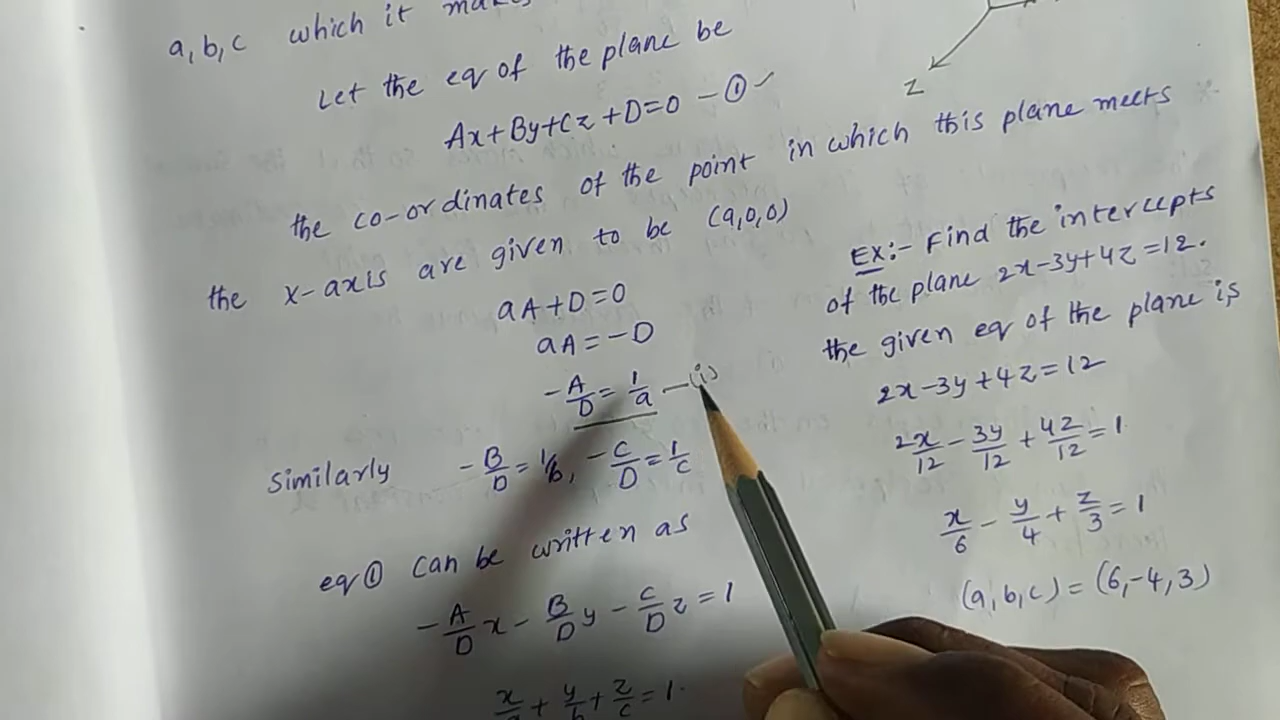 a,b,c which it makes
Let the eq of the plane be
Ax+By+Cz+D=0 -①✓
the co-ordinates of the point in which this plane meets
the x-axis are given to be (a,0,0)
aA+D=0
aA=-D
-A/D=1/a -(i)
Similarly -B/D=1/b, -C/D=1/c
eq① can be written as
-A/D x - B/D y - C/D z = 1
x/a + y/b + z/c = 1.
Z
EX:- Find the intercepts
of the plane 2x-3y+4z=12.
the given eq of the plane is
2x-3y+4z=12
2x/12 - 3y/12 + 4z/12 = 1
x/6 - y/4 + z/3 = 1
(a,b,c) = (6,-4,3)